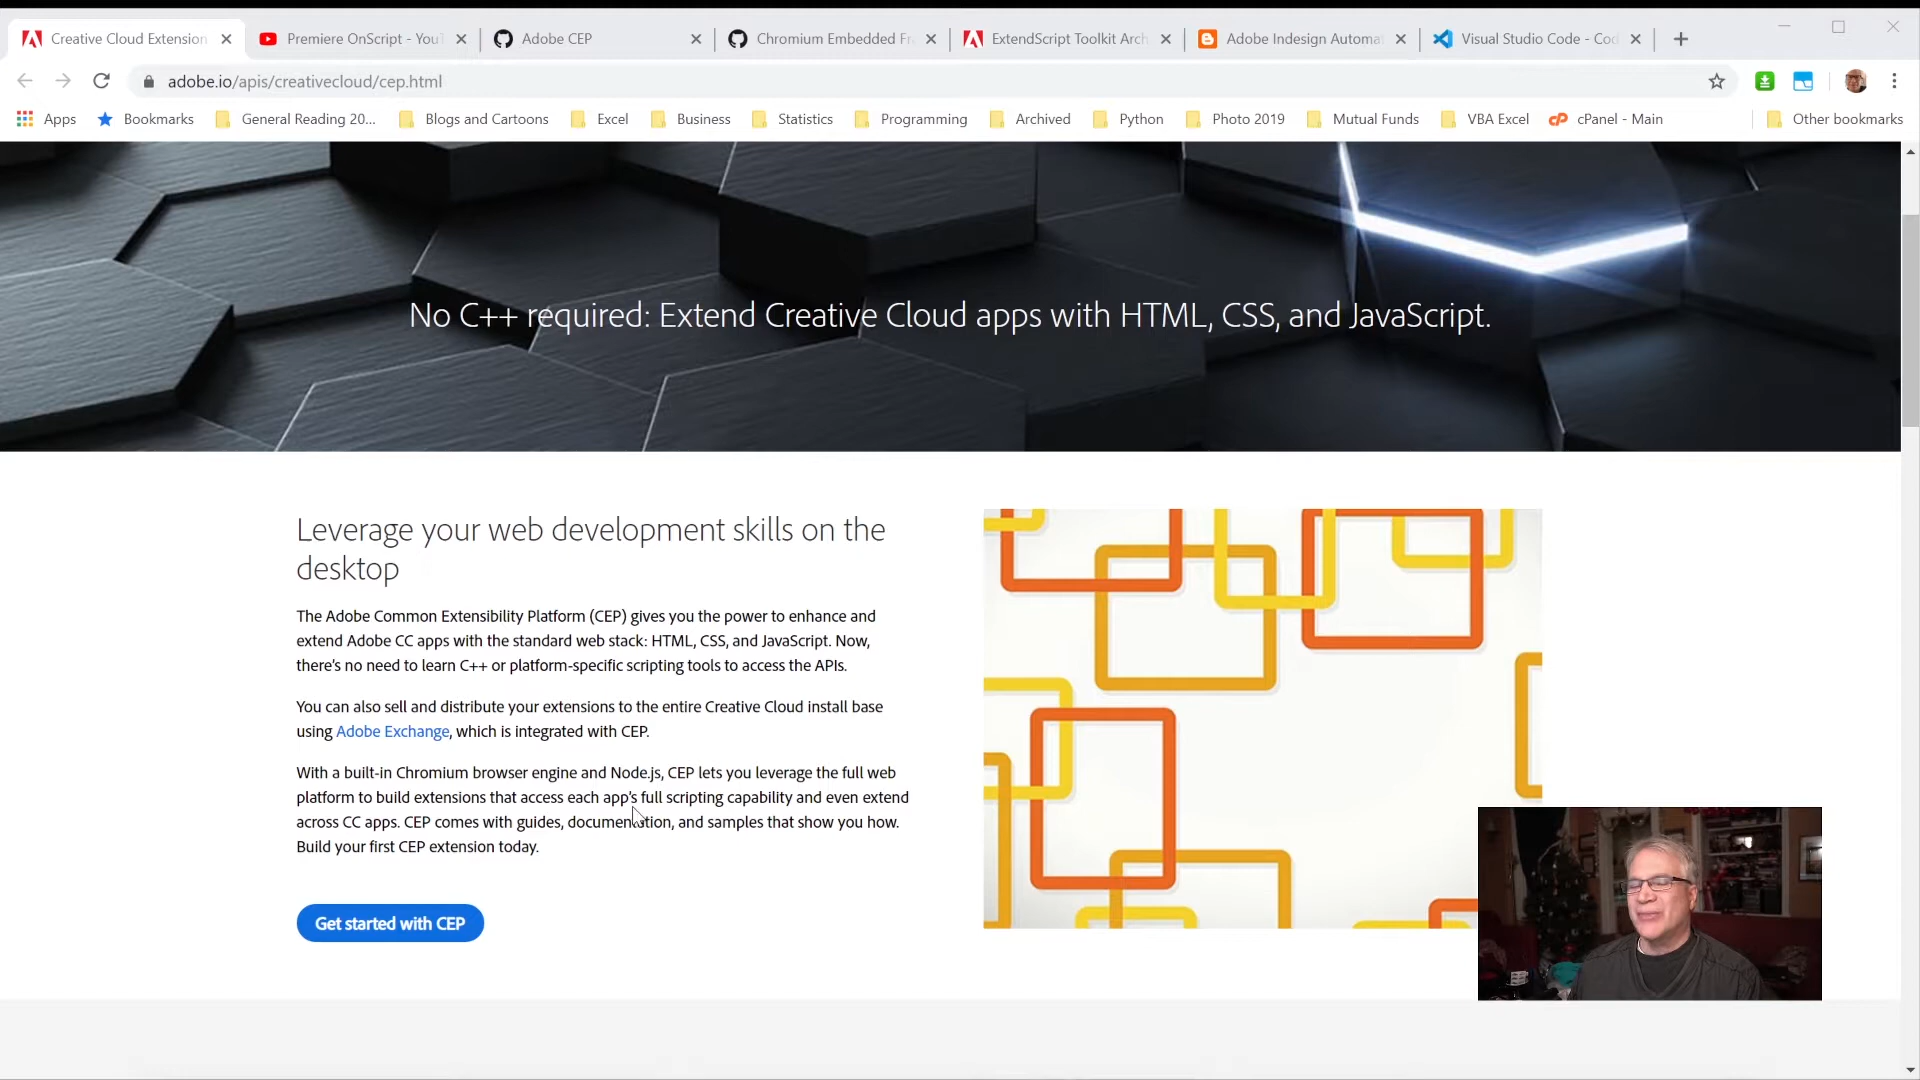 Creative Cloud Extension
Premiere OnScript - YouT
Adobe CEP
Chromium Embedded Fr
ExtendScript Toolkit Arch
Adobe Indesign Automat
Visual Studio Code - Cod
adobe.io/apis/creativecloud/cep.html
Apps
Bookmarks
General Reading 20...
Blogs and Cartoons
Excel
Business
Statistics
Programming
Archived
Python
Photo 2019
Mutual Funds
VBA Excel
cP
cPanel - Main
Other bookmarks
No C++ required: Extend Creative Cloud apps with HTML, CSS, and JavaScript.
Leverage your web development skills on the
desktop
The Adobe Common Extensibility Platform (CEP) gives you the power to enhance and
extend Adobe CC apps with the standard web stack: HTML, CSS, and JavaScript. Now,
there's no need to learn C++ or platform-specific scripting tools to access the APIs.
You can also sell and distribute your extensions to the entire Creative Cloud install base
using Adobe Exchange, which is integrated with CEP.
With a built-in Chromium browser engine and Node.js, CEP lets you leverage the full web
platform to build extensions that access each app's full scripting capability and even extend
across CC apps. CEP comes with guides, documentation, and samples that show you how.
Build your first CEP extension today.
Get started with CEP